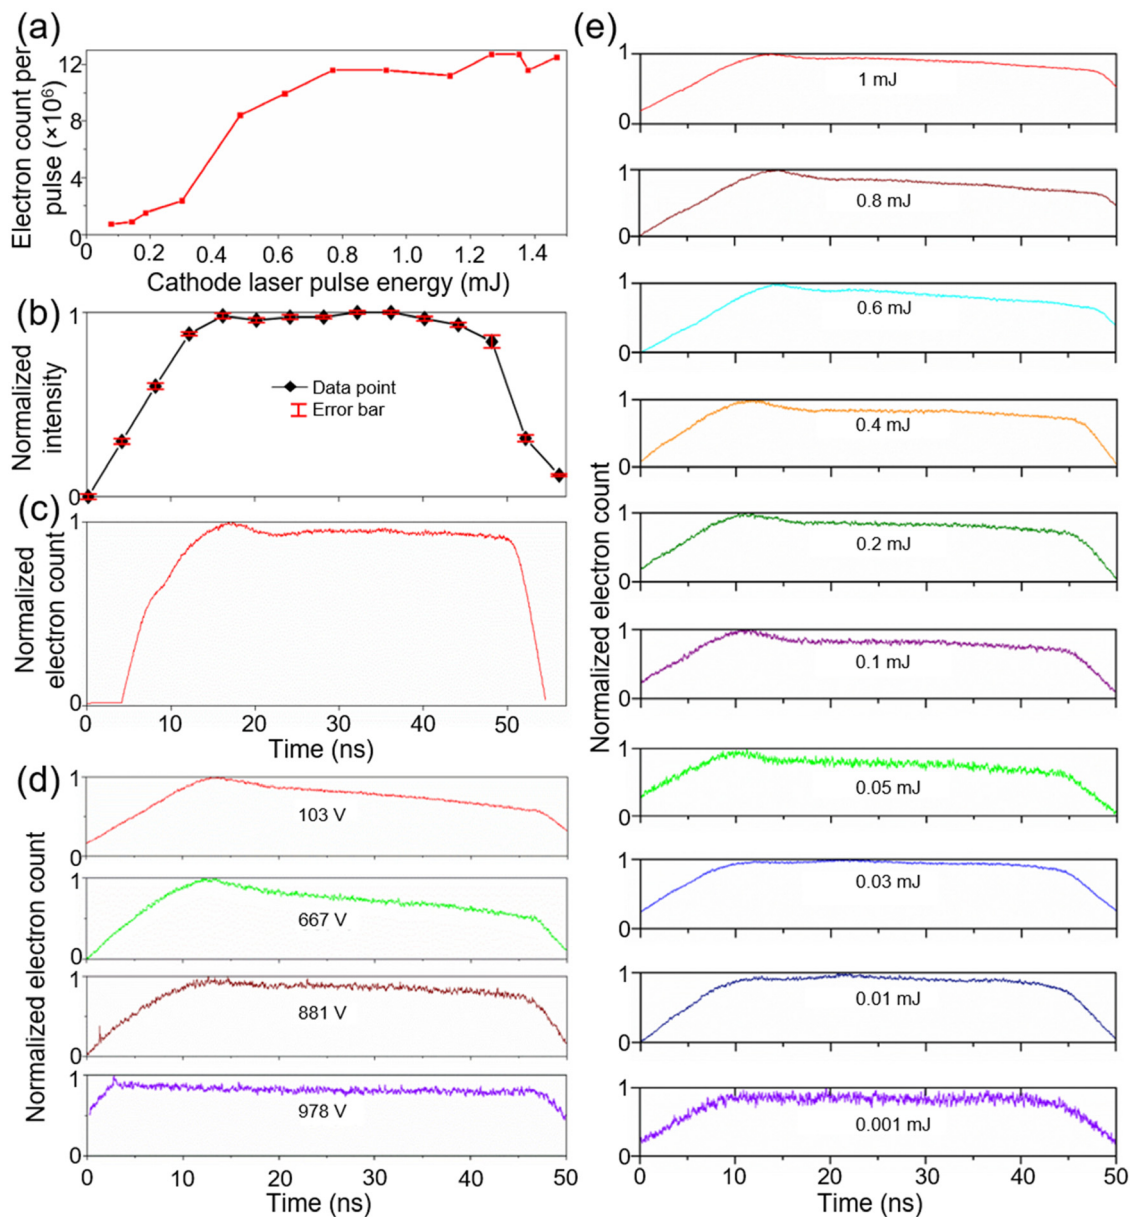 (a)
Electron count per
pulse (×10⁶)
12
8
4
0
0.2
0.4
0.6
0.8
1.0
1.2
1.4
Cathode laser pulse energy (mJ)
(b)
Normalized
intensity
1
0
Data point
Error bar
(c)
Normalized
electron count
1
0
0
10
20
30
40
50
Time (ns)
(d)
Normalized electron count
1
0
103 V
1
0
667 V
1
0
881 V
1
0
978 V
0
10
20
30
40
50
Time (ns)
(e)
Normalized electron count
1
0
1 mJ
1
0
0.8 mJ
1
0
0.6 mJ
1
0
0.4 mJ
1
0
0.2 mJ
1
0
0.1 mJ
1
0
0.05 mJ
1
0
0.03 mJ
1
0
0.01 mJ
1
0
0.001 mJ
0
10
20
30
40
50
Time (ns)